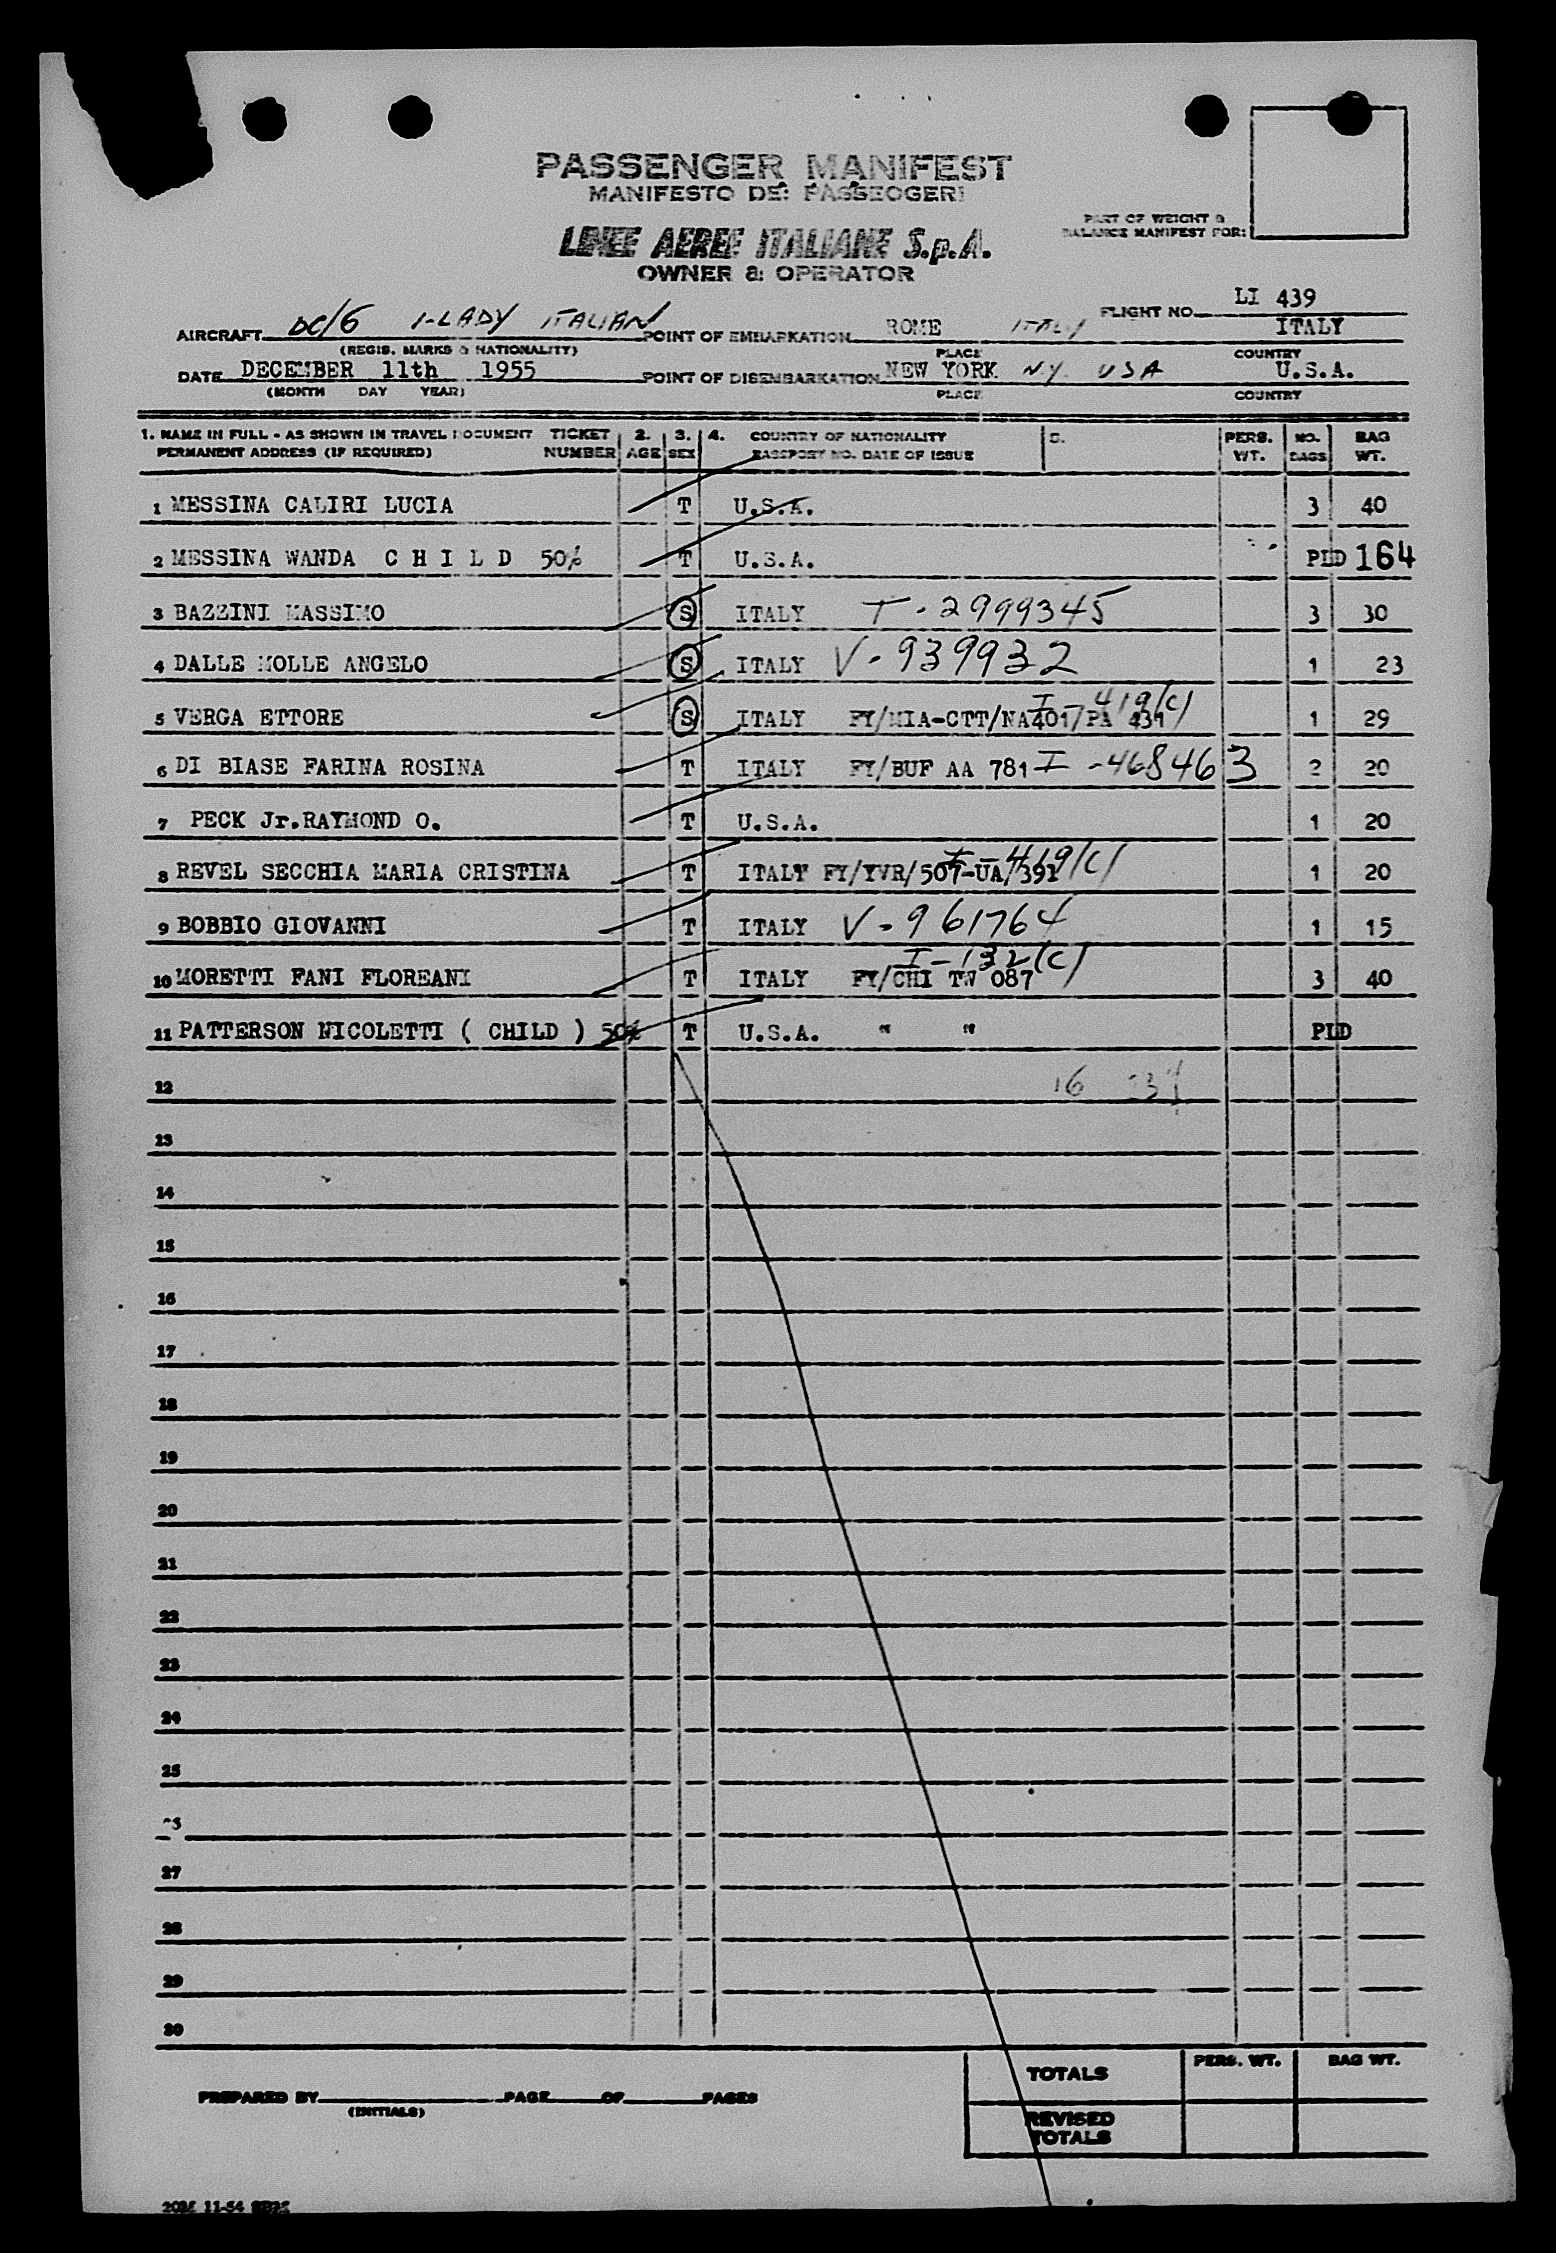 PASSENGER MANIFEST
MANIFESTO DEI PASSEGGERI
LINEE AEREE ITALIANE S.p.A.
OWNER & OPERATOR
PART OF WEIGHT &
BALANCE MANIFEST FOR:
AIRCRAFT DC/6 I-LADY ITALIAN POINT OF EMBARKATION ROME ITALY FLIGHT NO. LI 439 ITALY
(REGIS. MARKS & NATIONALITY) PLACE COUNTRY
DATE DECEMBER 11th 1955 POINT OF DISEMBARKATION NEW YORK NY. USA U.S.A.
(MONTH DAY YEAR) PLACE COUNTRY
1. NAME IN FULL - AS SHOWN IN TRAVEL DOCUMENT TICKET 2. 3. 4. COUNTRY OF NATIONALITY 5. PERS. NO. BAG
PERMANENT ADDRESS (IF REQUIRED) NUMBER AGE SEX PASSPORT NO. DATE OF ISSUE WT. BAGS WT.
1 MESSINA CALIRI LUCIA T U.S.A. 3 40
2 MESSINA WANDA C H I L D 50% T U.S.A. PLD 164
3 BAZZINI MASSIMO S ITALY T-2999345 3 30
4 DALLE MOLLE ANGELO S ITALY V-939932 1 23
5 VERGA ETTORE S ITALY FY/MIA-CTT/NA401/PA 431 I-419(C) 1 29
6 DI BIASE FARINA ROSINA T ITALY FY/BUF AA 781 I-468463 2 20
7 PECK Jr.RAYMOND O. T U.S.A. 1 20
8 REVEL SECCHIA MARIA CRISTINA T ITALY FY/YVR/507-UA/391 I-419(C) 1 20
9 BOBBIO GIOVANNI T ITALY V-961764 1 15
10 MORETTI FANI FLOREANI T ITALY FY/CHI TW 087 I-132(C) 3 40
11 PATTERSON NICOLETTI ( CHILD ) 50% T U.S.A. " " PLD
12 16
13
14
15
16
17
18
19
20
21
22
23
24
25
27
28
29
30
TOTALS PERS. WT. BAG WT.
PREPARED BY PAGE OF PAGES
(INITIALS)
REVISED
TOTALS
11-54